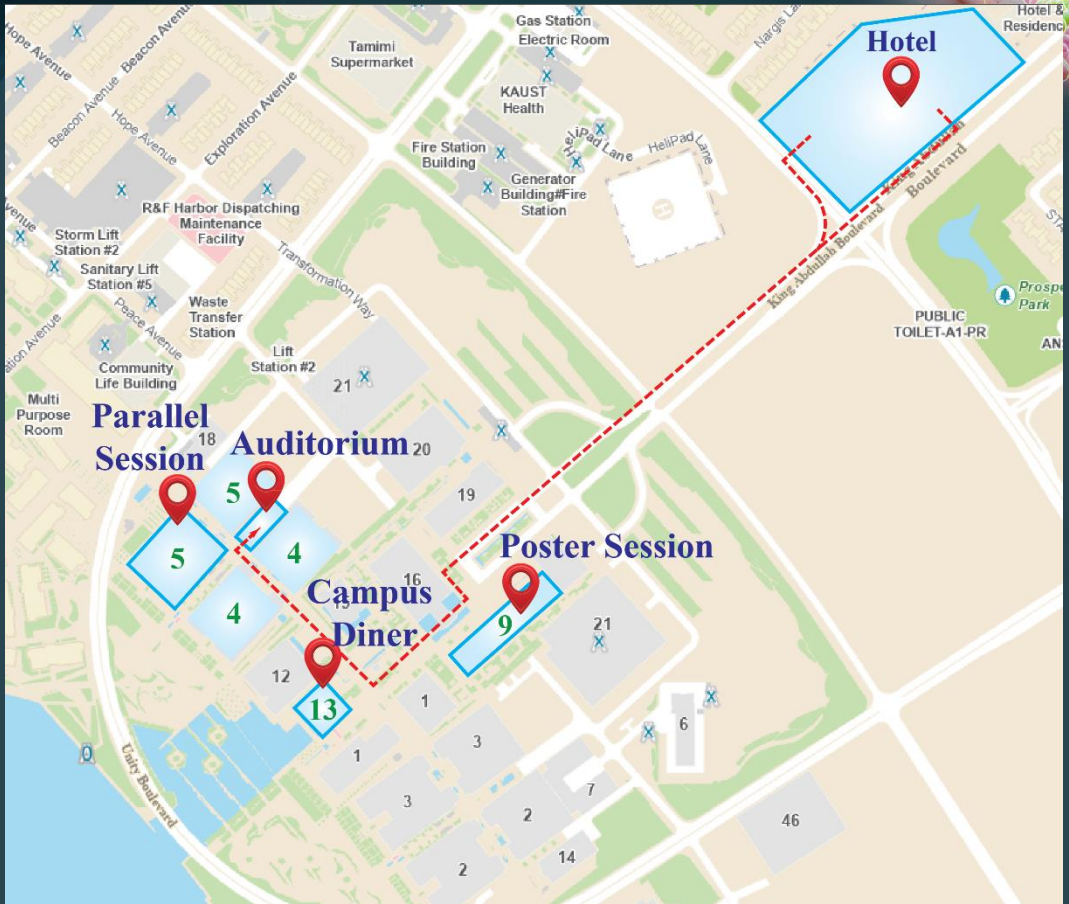 Hope Avenue
Beacon Avenue
Beacon Avenue
Hope Avenue
Exploration Avenue
Tamimi
Supermarket
Gas Station
Electric Room
KAUST
Health
Nargis
Hotel
Hotel &
Fire Station
Building
HeliPad Lane
HeliPad Lane
Generator
Building#Fire
Station
H
King Abdullah
Boulevard
King Abdullah Boulevard
R&F Harbor Dispatching
Maintenance
Facility
Storm Lift
Station #2
Sanitary Lift
Station #5
Waste
Transfer
Station
Transformation Way
Peace Avenue
Community
Life Building
Lift
Station #2
Multi
Purpose
Room
PUBLIC
TOILET-A1-PR
Park
21
Parallel
Session
18
Auditorium
20
5
19
5
4
4
16
Campus
Diner
15
Poster Session
9
21
12
13
1
1
3
3
6
7
2
2
14
46
Unity Boulevard